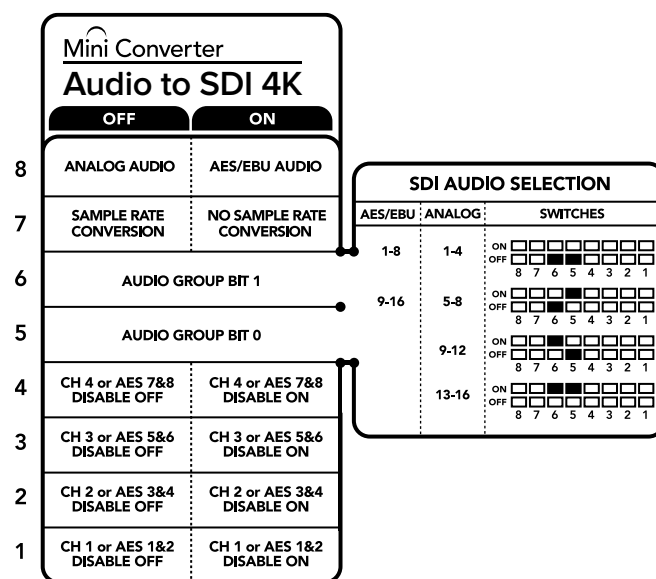 Mini Converter
Audio to SDI 4K
OFF ON
8 ANALOG AUDIO AES/EBU AUDIO
7 SAMPLE RATE CONVERSION NO SAMPLE RATE CONVERSION
6 AUDIO GROUP BIT 1
5 AUDIO GROUP BIT 0
4 CH 4 or AES 7&8 DISABLE OFF CH 4 or AES 7&8 DISABLE ON
3 CH 3 or AES 5&6 DISABLE OFF CH 3 or AES 5&6 DISABLE ON
2 CH 2 or AES 3&4 DISABLE OFF CH 2 or AES 3&4 DISABLE ON
1 CH 1 or AES 1&2 DISABLE OFF CH 1 or AES 1&2 DISABLE ON
SDI AUDIO SELECTION
AES/EBU ANALOG SWITCHES
1-8 1-4 ON
OFF
8 7 6 5 4 3 2 1
9-16 5-8 ON
OFF
8 7 6 5 4 3 2 1
9-12 ON
OFF
8 7 6 5 4 3 2 1
13-16 ON
OFF
8 7 6 5 4 3 2 1